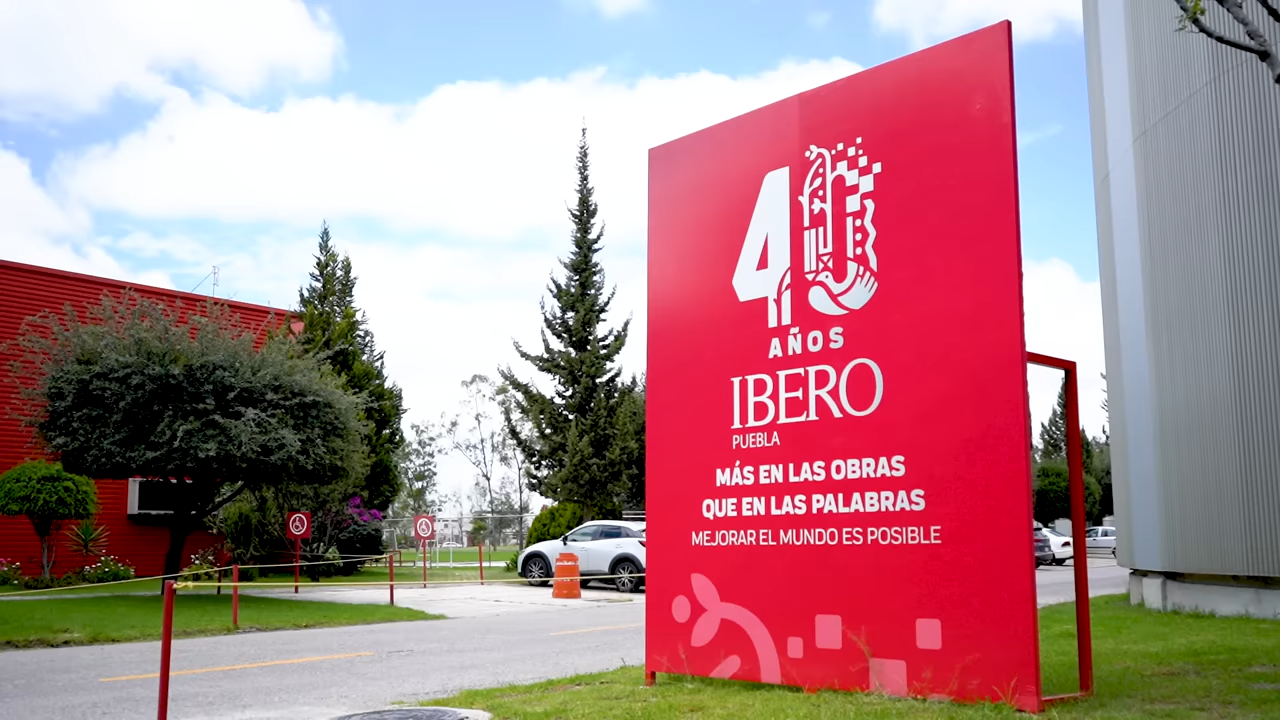 40
AÑOS
IBERO
PUEBLA
MÁS EN LAS OBRAS
QUE EN LAS PALABRAS
MEJORAR EL MUNDO ES POSIBLE